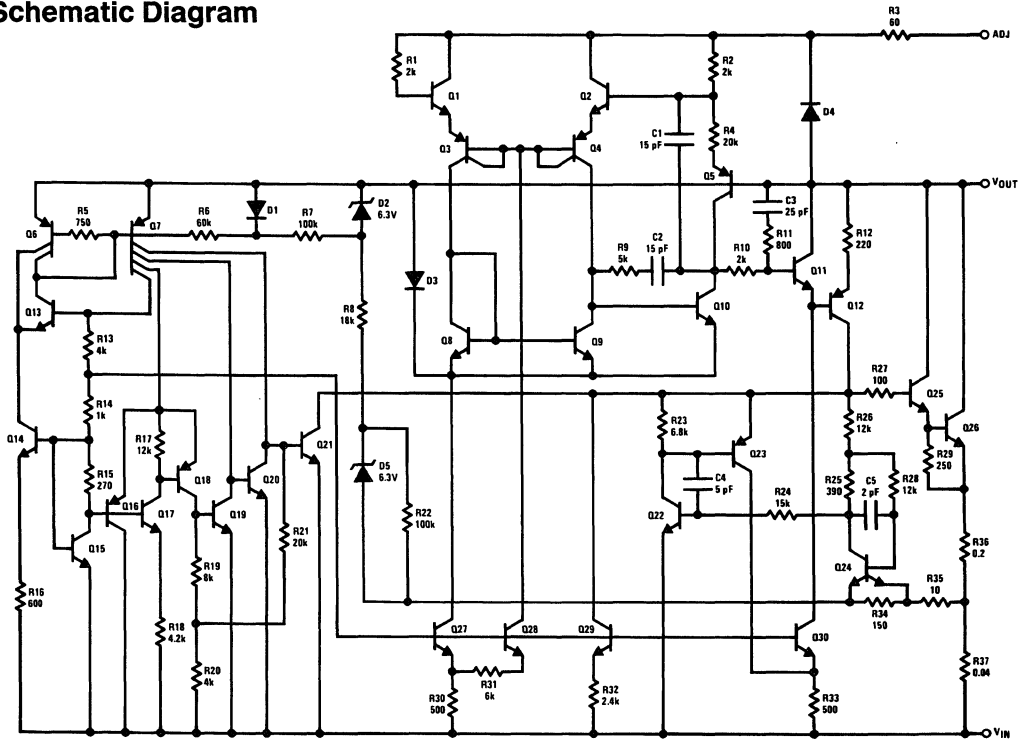 Schematic Diagram
R3
60
ADJ
R1
2k
Q1
Q2
R2
2k
D4
C1
15 pF
R4
20k
Q3
Q4
Q5
VOUT
R5
750
Q6
Q7
R6
60k
D1
R7
100k
D2
6.3V
C3
25 pF
R11
800
R12
220
D3
R9
5k
C2
15 pF
R10
2k
Q11
Q13
R8
18k
Q10
Q12
R13
4k
Q8
Q9
R27
100
Q25
R14
1k
Q14
R17
12k
Q21
R23
6.8k
Q23
R26
12k
Q26
R29
250
R15
270
Q18
Q20
D5
6.3V
C4
5 pF
R25
390
C5
2 pF
R28
12k
Q16
Q17
Q19
R22
100k
Q22
R24
15k
Q15
R21
20k
R36
0.2
R16
600
R19
8k
Q24
R35
10
R34
150
R18
4.2k
Q27
Q28
Q29
Q30
R20
4k
R31
6k
R30
500
R32
2.4k
R33
500
R37
0.04
VIN